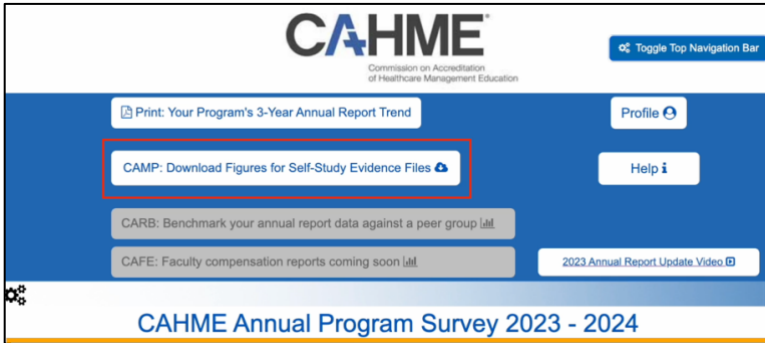 CAHME
Commission on Accreditation
of Healthcare Management Education
Toggle Top Navigation Bar
Print: Your Program's 3-Year Annual Report Trend
Profile
CAMP: Download Figures for Self-Study Evidence Files
Help
CARB: Benchmark your annual report data against a peer group
CAFE: Faculty compensation reports coming soon
2023 Annual Report Update Video
CAHME Annual Program Survey 2023 - 2024